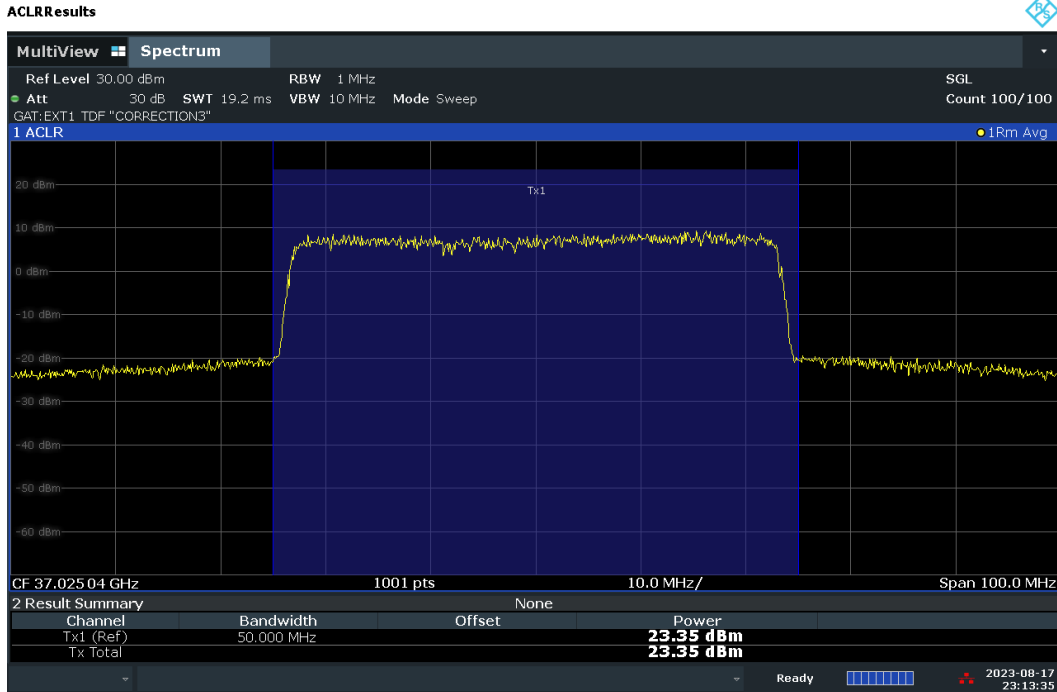 ACLRResults
R S
MultiView Spectrum
Ref Level 30.00 dBm RBW 1 MHz SGL
Att 30 dB SWT 19.2 ms VBW 10 MHz Mode Sweep Count 100/100
GAT:EXT1 TDF "CORRECTION3"
1 ACLR 1Rm Avg
Tx1
20 dBm
10 dBm
0 dBm
-10 dBm
-20 dBm
-30 dBm
-40 dBm
-50 dBm
-60 dBm
CF 37.02504 GHz 1001 pts 10.0 MHz/ Span 100.0 MHz
2 Result Summary None
Channel Bandwidth Offset Power
Tx1 (Ref) 50.000 MHz 23.35 dBm
Tx Total 23.35 dBm
Ready 2023-08-17
23:13:35